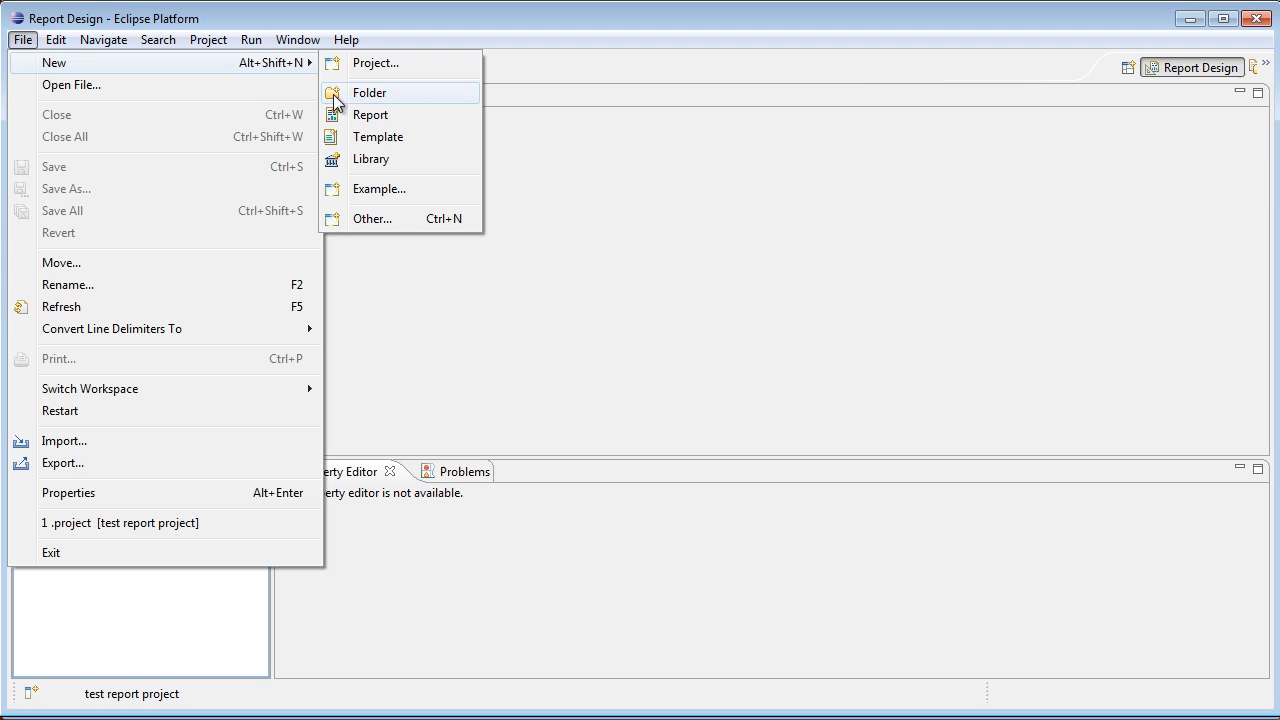 Report Design - Eclipse Platform
File Edit Navigate Search Project Run Window Help
New Alt+Shift+N
Open File...
Close Ctrl+W
Close All Ctrl+Shift+W
Save Ctrl+S
Save As...
Save All Ctrl+Shift+S
Revert
Move...
Rename... F2
Refresh F5
Convert Line Delimiters To
Print... Ctrl+P
Switch Workspace
Restart
Import...
Export...
Properties Alt+Enter
1 .project [test report project]
Exit
Project...
Folder
Report
Template
Library
Example...
Other... Ctrl+N
Report Design
erty Editor Problems
erty editor is not available.
test report project